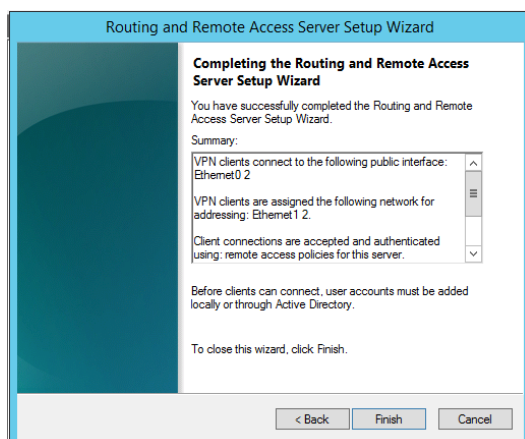 Routing and Remote Access Server Setup Wizard
Completing the Routing and Remote Access
Server Setup Wizard
You have successfully completed the Routing and Remote
Access Server Setup Wizard.
Summary:
VPN clients connect to the following public interface:
Ethernet0 2
VPN clients are assigned the following network for
addressing: Ethernet1 2.
Client connections are accepted and authenticated
using: remote access policies for this server.
Before clients can connect, user accounts must be added
locally or through Active Directory.
To close this wizard, click Finish.
< Back Finish Cancel